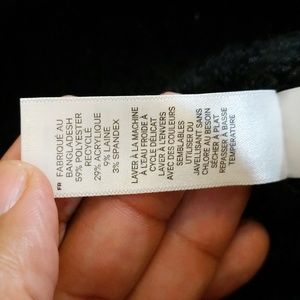 FR
FABRIQUÉ AU
BANGLADESH
59% POLYESTER
RECYCLÉ
29% ACRYLIQUE
9% LAINE
3% SPANDEX
LAVER À LA MACHINE
À L'EAU FROIDE À
CYCLE DÉLICAT
LAVER À L'ENVERS
AVEC DES COULEURS
SEMBLABLES
UTILISER DU
JAVELLISANT SANS
CHLORE AU BESOIN
SÉCHER À PLAT
REPASSER À BASSE
TEMPÉRATURE